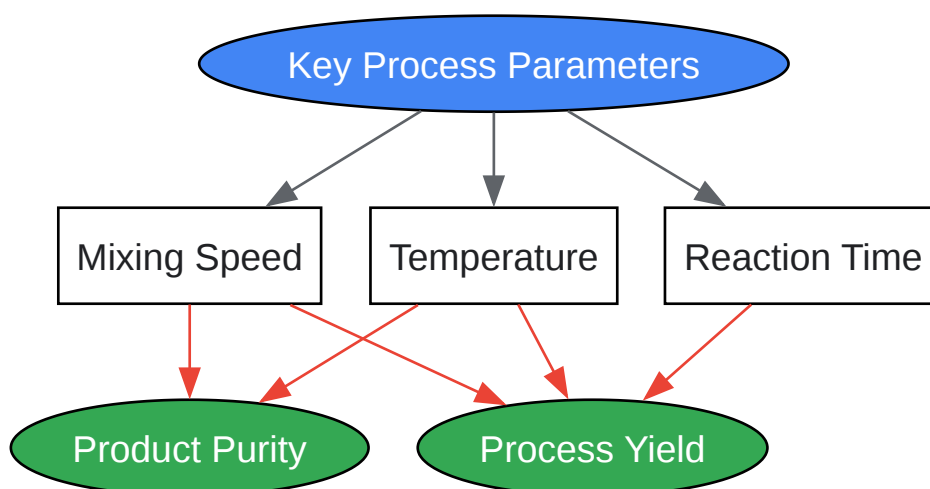 Key Process Parameters
Mixing Speed
Temperature
Reaction Time
Product Purity
Process Yield